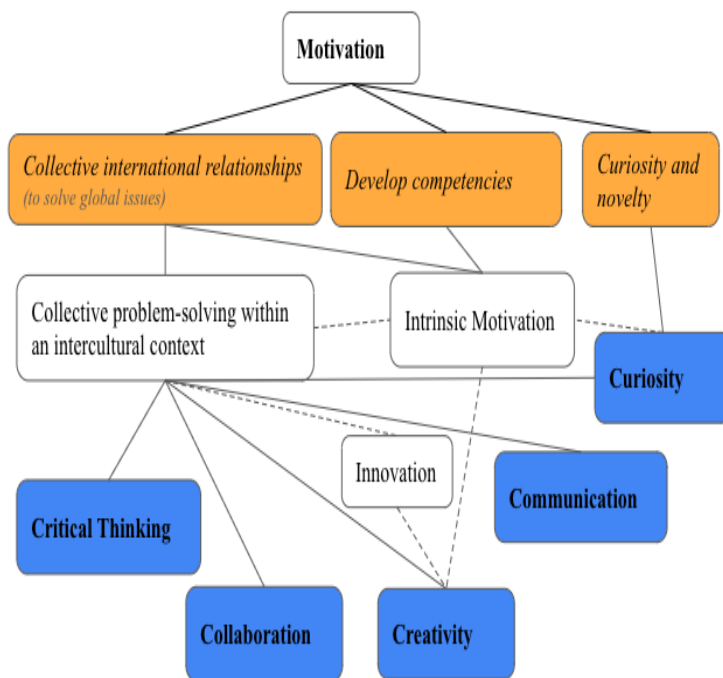 Motivation
Collective international relationships
(to solve global issues)
Develop competencies
Curiosity and
novelty
Collective problem-solving within
an intercultural context
Intrinsic Motivation
Curiosity
Innovation
Communication
Critical Thinking
Collaboration
Creativity